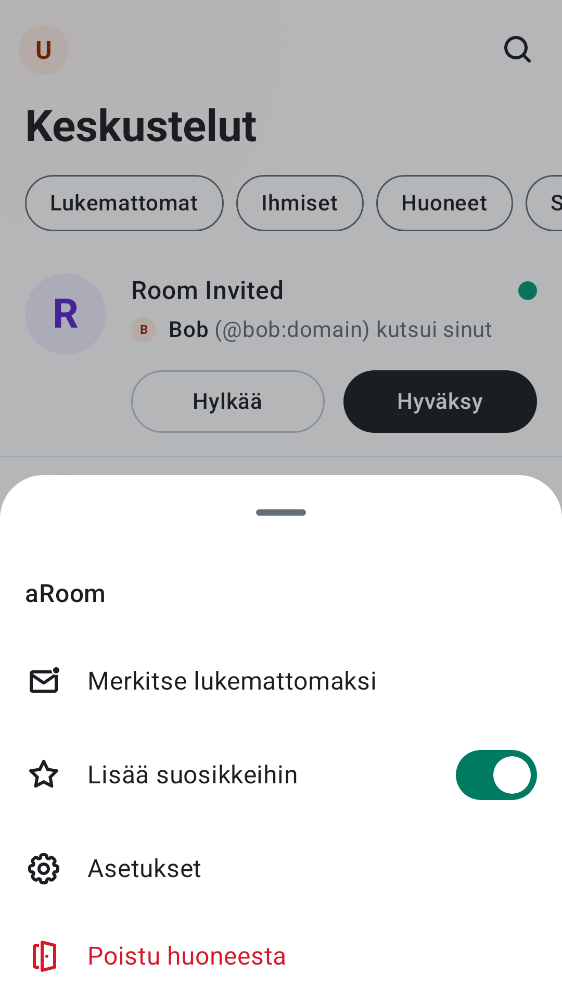 U
Keskustelut
Lukemattomat Ihmiset Huoneet S
R Room Invited
B Bob (@bob:domain) kutsui sinut
Hylkää Hyväksy
aRoom
Merkitse lukemattomaksi
Lisää suosikkeihin
Asetukset
Poistu huoneesta